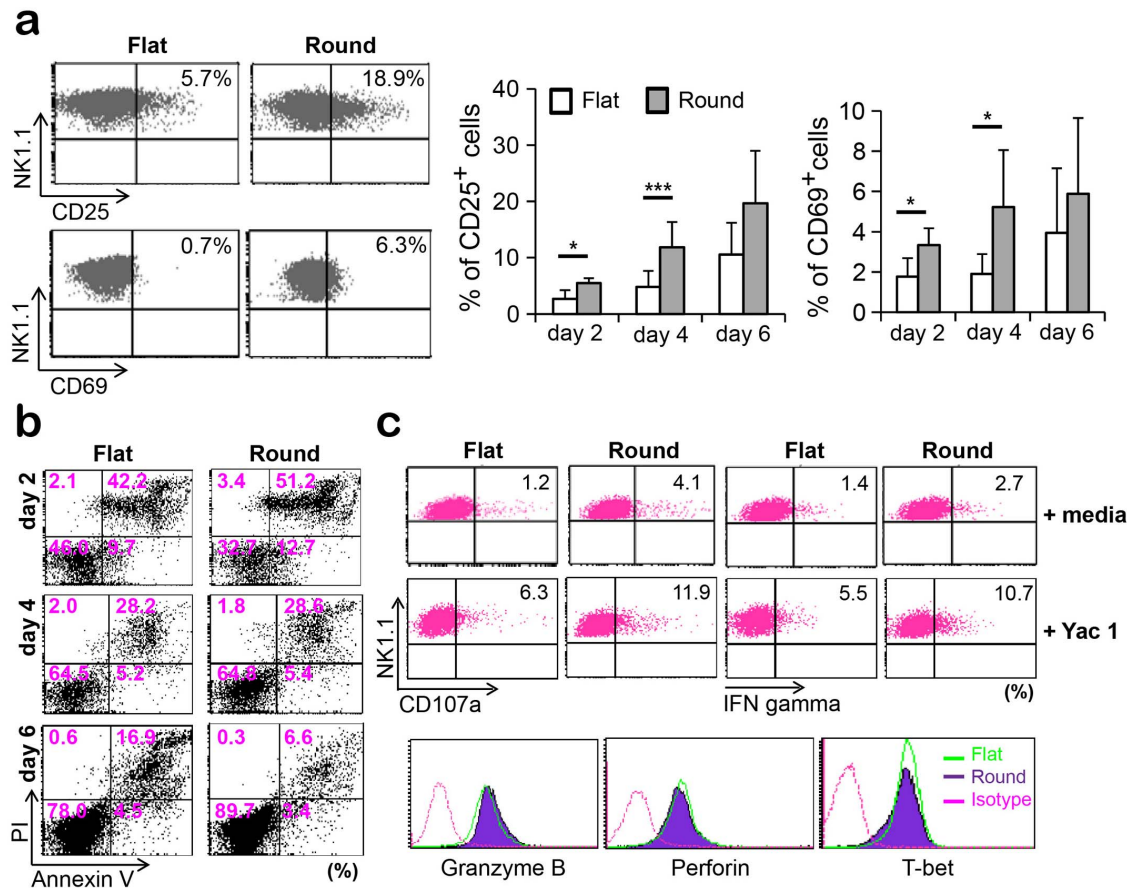 a
Flat Round
5.7% 18.9%
NK1.1
CD25
0.7% 6.3%
NK1.1
CD69
Flat Round
% of CD25+ cells
40
30
20
10
0
* *** 
day 2 day 4 day 6
% of CD69+cells
10
8
6
4
2
0
* *
day 2 day 4 day 6
b
Flat Round
day 2
2.1 42.2 3.4 51.2
46.0 9.7 32.7 12.7
day 4
2.0 28.2 1.8 28.6
64.5 5.2 64.8 5.4
day 6
0.6 16.9 0.3 6.6
78.0 4.5 89.7 3.4
PI
Annexin V (%)
c
Flat Round Flat Round
1.2 4.1 1.4 2.7 + media
6.3 11.9 5.5 10.7 + Yac 1
NK1.1
CD107a IFN gamma (%)
Flat
Round
Isotype
Granzyme B Perforin T-bet